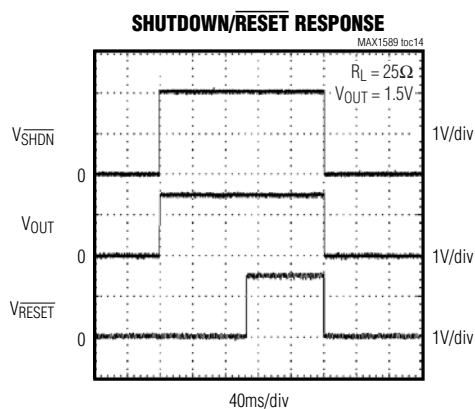 SHUTDOWN/RESET RESPONSE
MAX1589 toc14
RL = 25Ω
VOUT = 1.5V
VSHDN
1V/div
0
VOUT
0
1V/div
VRESET
0
1V/div
40ms/div